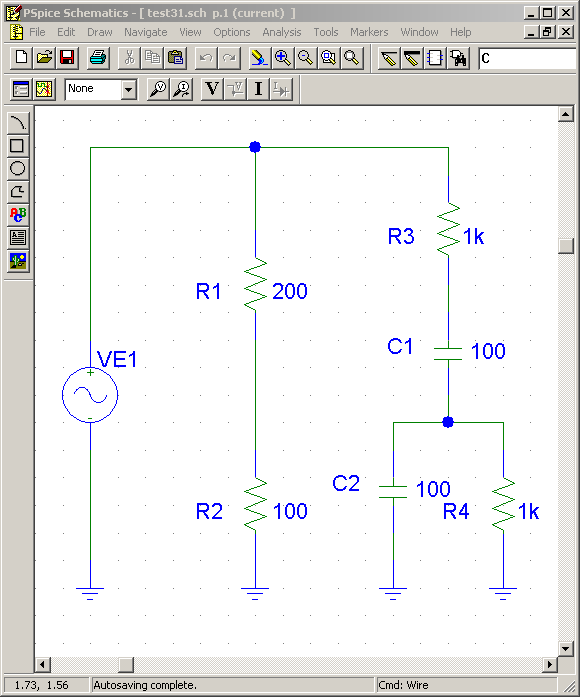 PSpice Schematics - [ test31.sch p.1 (current) ]
File Edit Draw Navigate View Options Analysis Tools Markers Window Help
C
None
V I
ABC
R3 1k
R1 200
C1 100
VE1
C2 100
R2 100
R4 1k
1.73, 1.56 Autosaving complete. Cmd: Wire